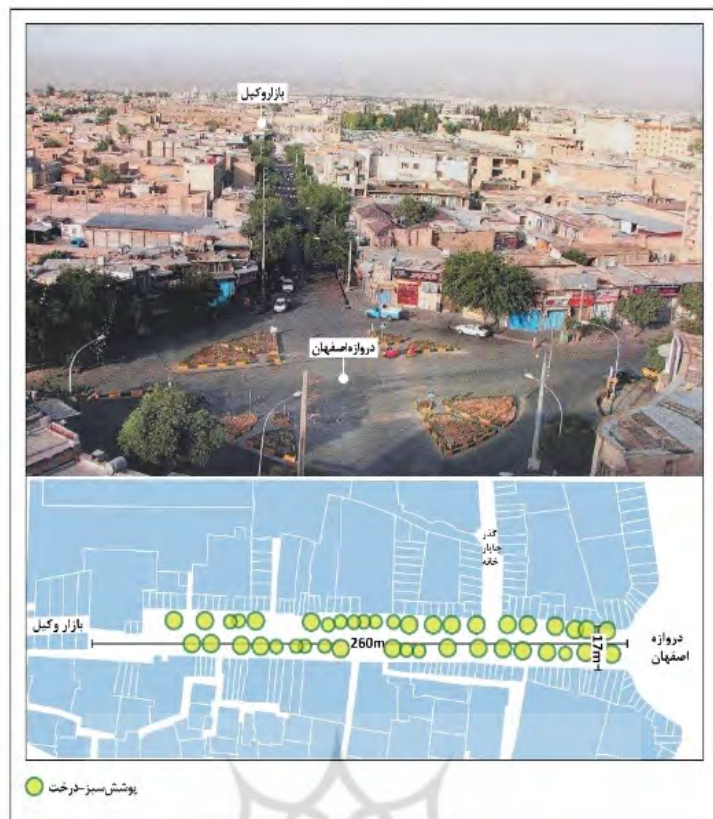 بازار وکیل
دروازه اصفهان
گذر
چاپار
خانه
بازار وکیل
260m
17m
دروازه
اصفهان
پوشش سبز-درخت